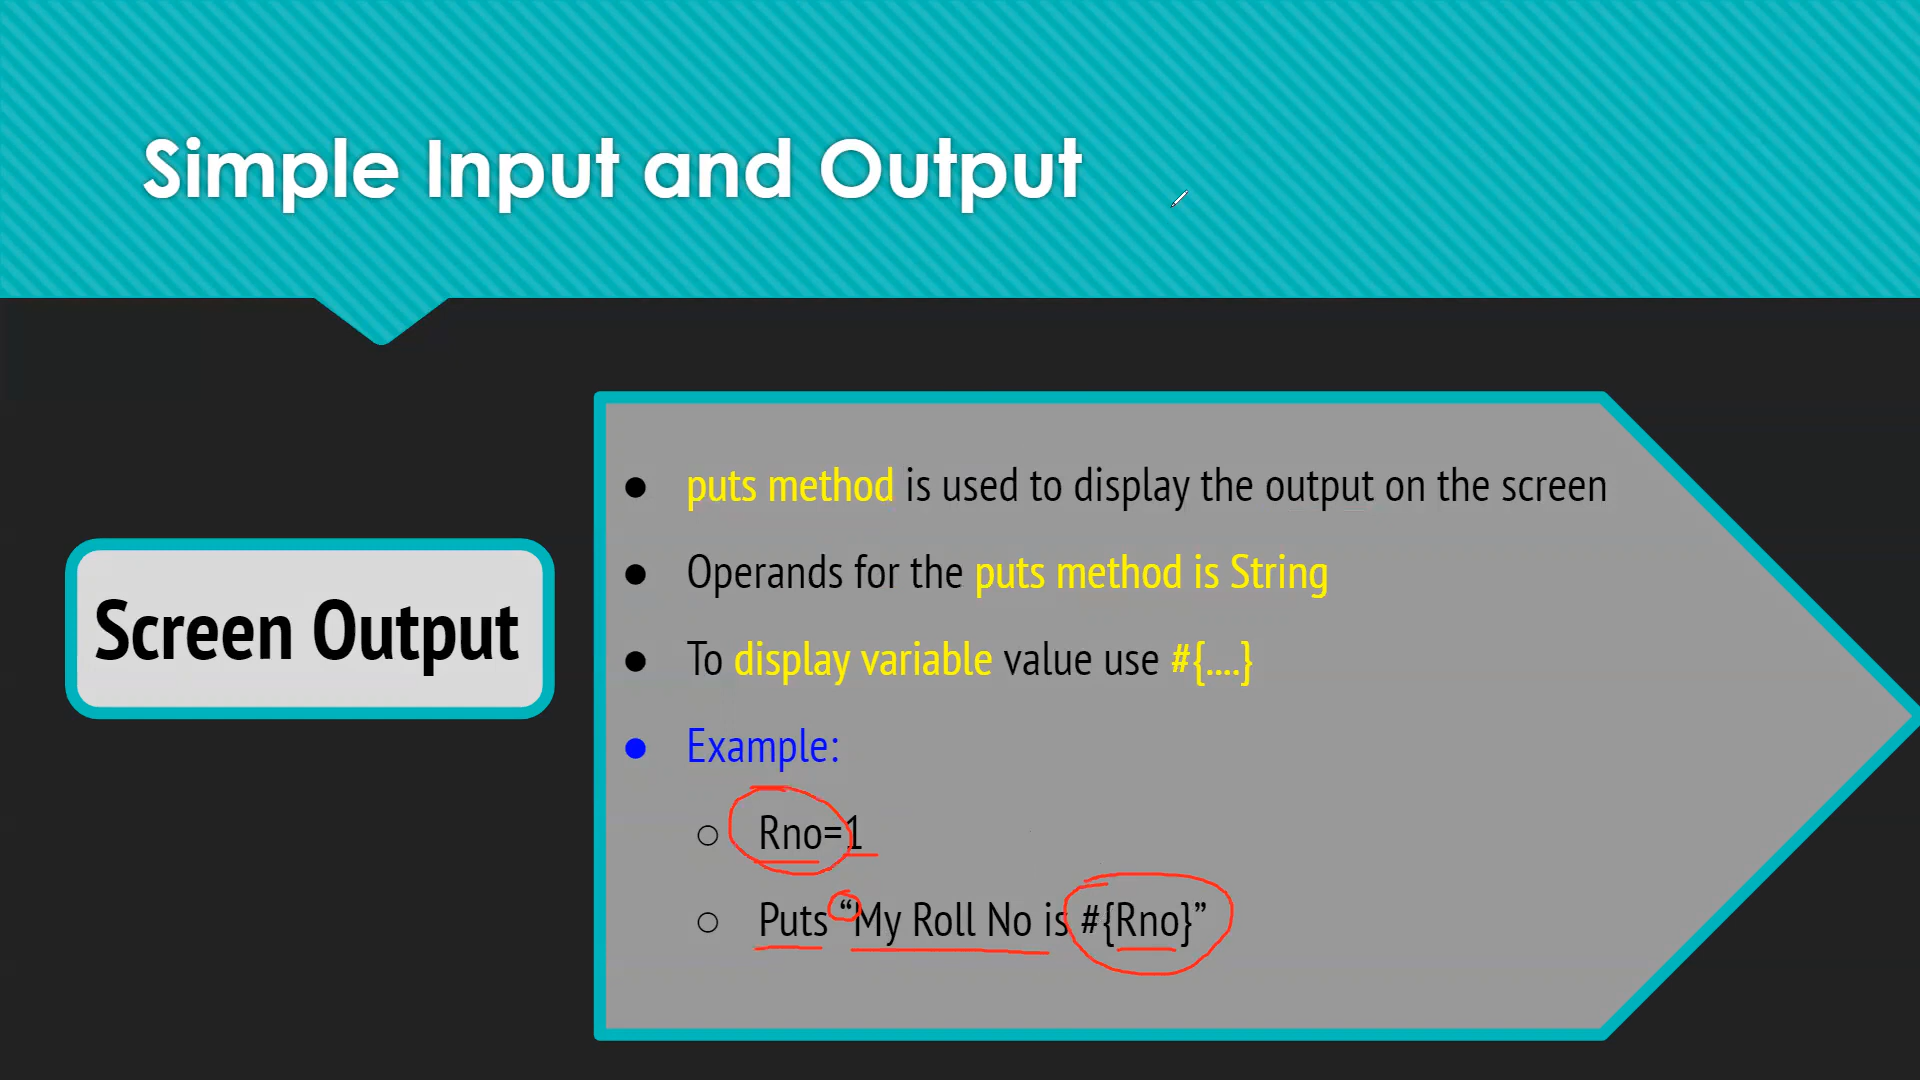 Simple Input and Output
Screen Output
● puts method is used to display the output on the screen
● Operands for the puts method is String
● To display variable value use #{....}
● Example:
○ Rno=1
○ Puts “My Roll No is #{Rno}”